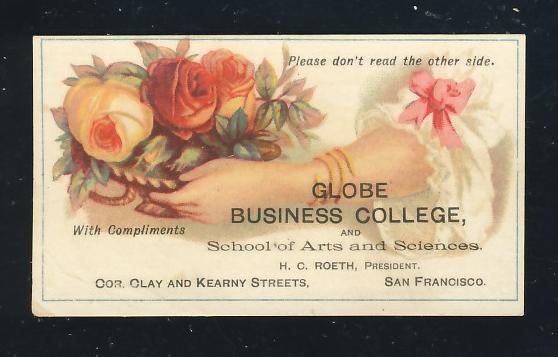 Please don't read the other side.
GLOBE
BUSINESS COLLEGE,
With Compliments
AND
School of Arts and Sciences.
H. C. ROETH, PRESIDENT.
COR. CLAY AND KEARNY STREETS, SAN FRANCISCO.